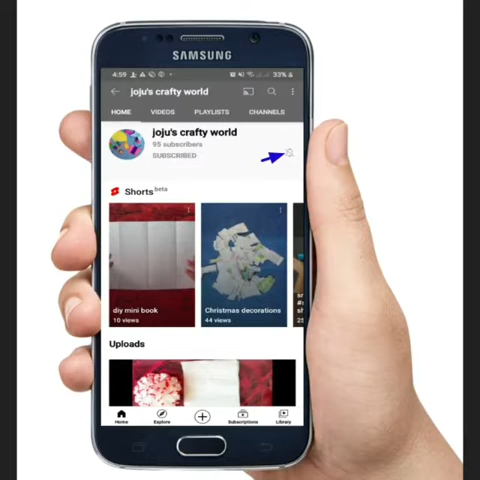 SAMSUNG
4:59 33%
joju's crafty world
HOME VIDEOS PLAYLISTS CHANNELS
joju's crafty world
95 subscribers
SUBSCRIBED
Shorts beta
diy mini book
10 views
Christmas decorations
44 views
Uploads
Home Explore Subscriptions Library